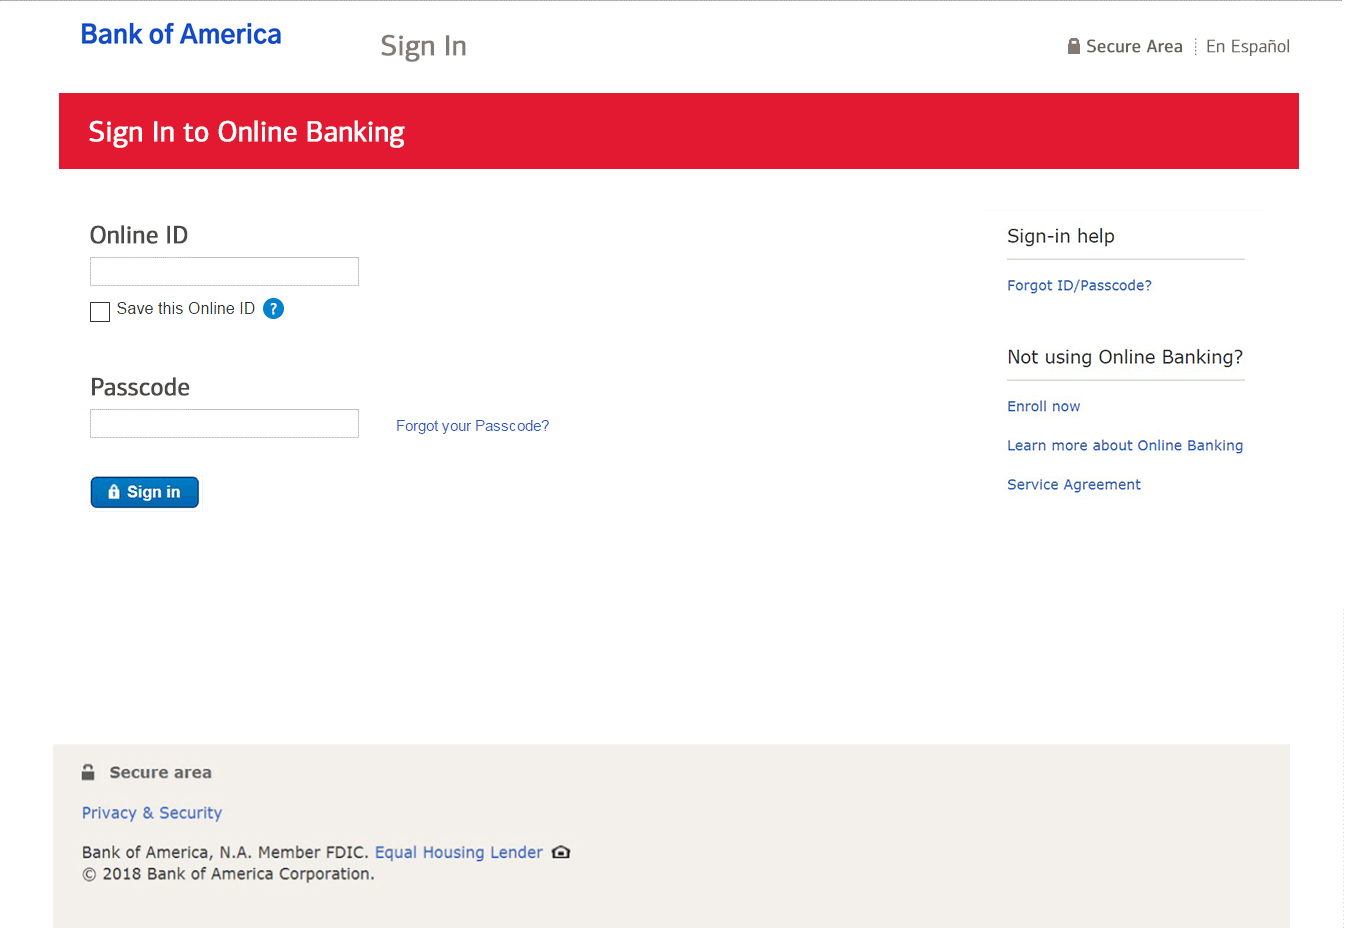 Bank of America
Sign In
Secure Area
En Español
Sign In to Online Banking
Online ID
Save this Online ID ?
Passcode
Forgot your Passcode?
Sign in
Sign-in help
Forgot ID/Passcode?
Not using Online Banking?
Enroll now
Learn more about Online Banking
Service Agreement
Secure area
Privacy & Security
Bank of America, N.A. Member FDIC. Equal Housing Lender
© 2018 Bank of America Corporation.